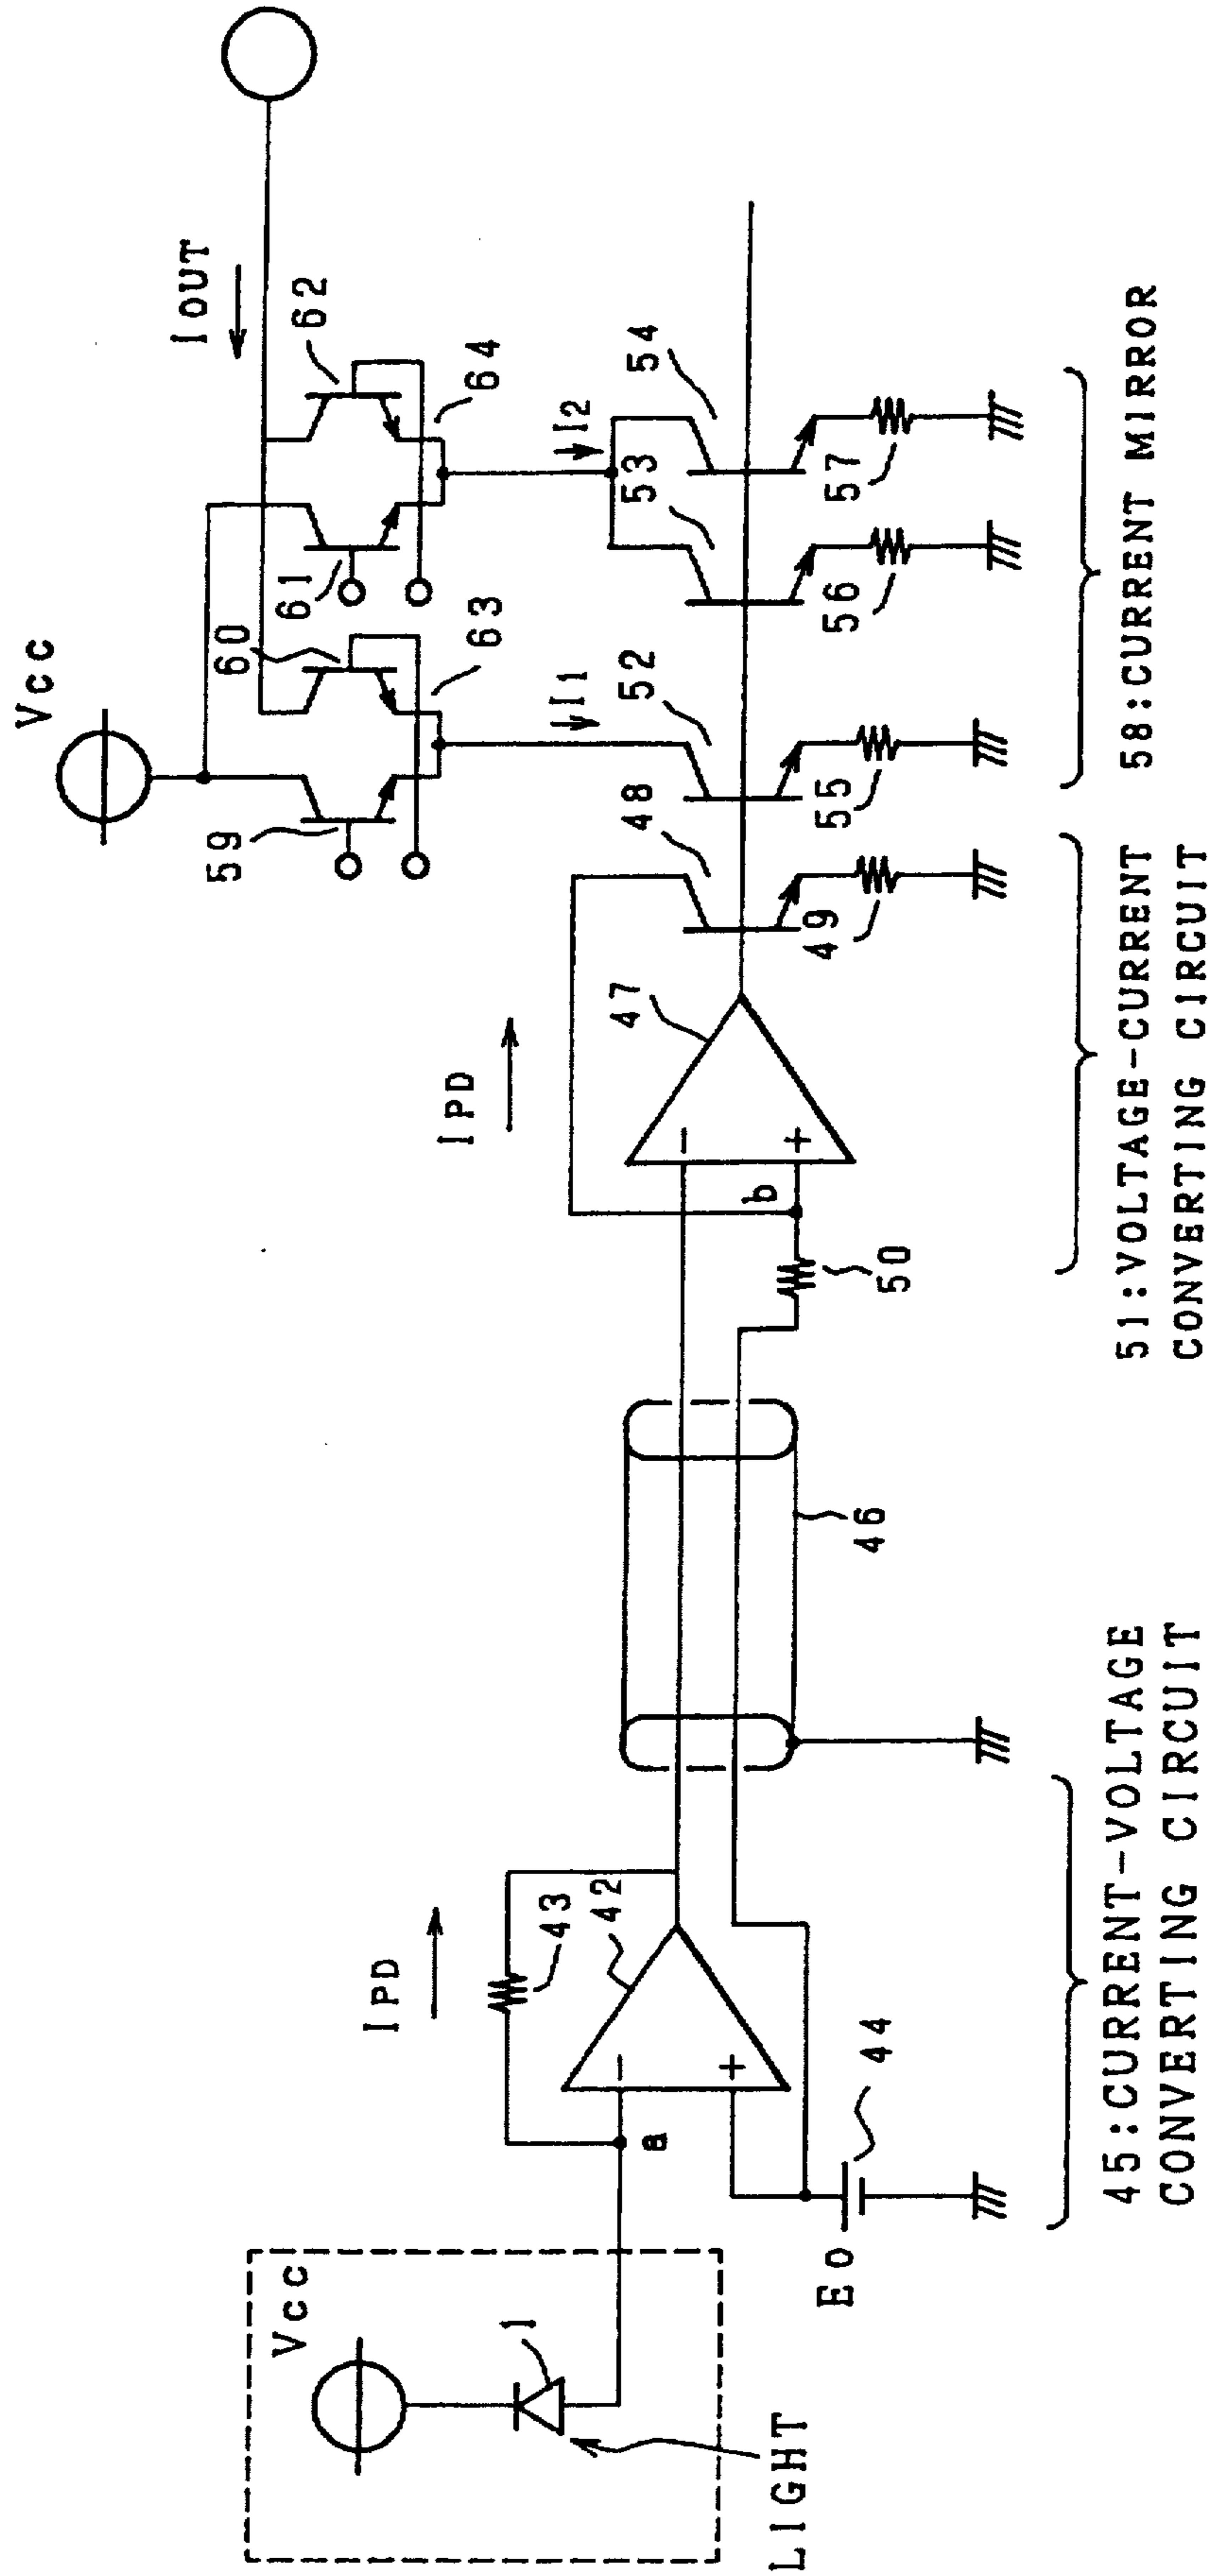 Vcc
LIGHT
1
E0
44
a
-
+
42
43
IPD
45:CURRENT-VOLTAGE
CONVERTING CIRCUIT
46
50
b
-
+
47
IPD
51:VOLTAGE-CURRENT
CONVERTING CIRCUIT
48
49
Vcc
59
60
63
I1
52
55
61
62
64
IOUT
I2
53
54
56
57
58:CURRENT MIRROR